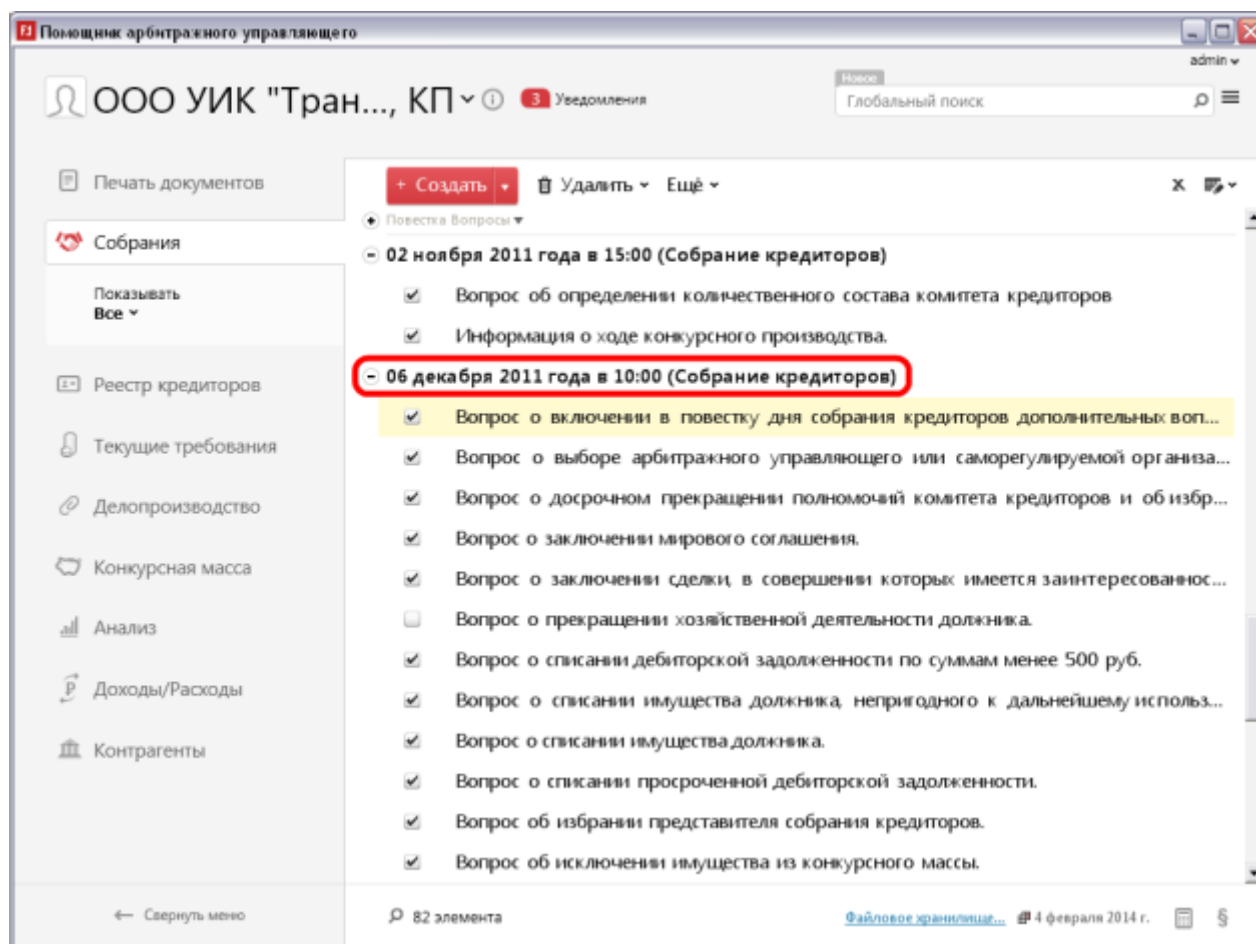 Помощник арбитражного управляющего
admin
ООО УИК "Тран..., КП
3 Уведомления
Новое
Глобальный поиск
Печать документов
Собрания
Показывать
Все
Реестр кредиторов
Текущие требования
Делопроизводство
Конкурсная масса
Анализ
Доходы/Расходы
Контрагенты
← Свернуть меню
+ Создать
Удалить
Ещё
Повестка Вопросы
02 ноября 2011 года в 15:00 (Собрание кредиторов)
Вопрос об определении количественного состава комитета кредиторов
Информация о ходе конкурсного производства.
06 декабря 2011 года в 10:00 (Собрание кредиторов)
Вопрос о включении в повестку дня собрания кредиторов дополнительных воп...
Вопрос о выборе арбитражного управляющего или саморегулируемой организа...
Вопрос о досрочном прекращении полномочий комитета кредиторов и об избр...
Вопрос о заключении мирового соглашения.
Вопрос о заключении сделки, в совершении которых имеется заинтересованнос...
Вопрос о прекращении хозяйственной деятельности должника.
Вопрос о списании дебиторской задолженности по суммам менее 500 руб.
Вопрос о списании имущества должника, непригодного к дальнейшему использ...
Вопрос о списании имущества должника.
Вопрос о списании просроченной дебиторской задолженности.
Вопрос об избрании представителя собрания кредиторов.
Вопрос об исключении имущества из конкурсного массы.
82 элемента
Файловое хранилище...
4 февраля 2014 г.
§